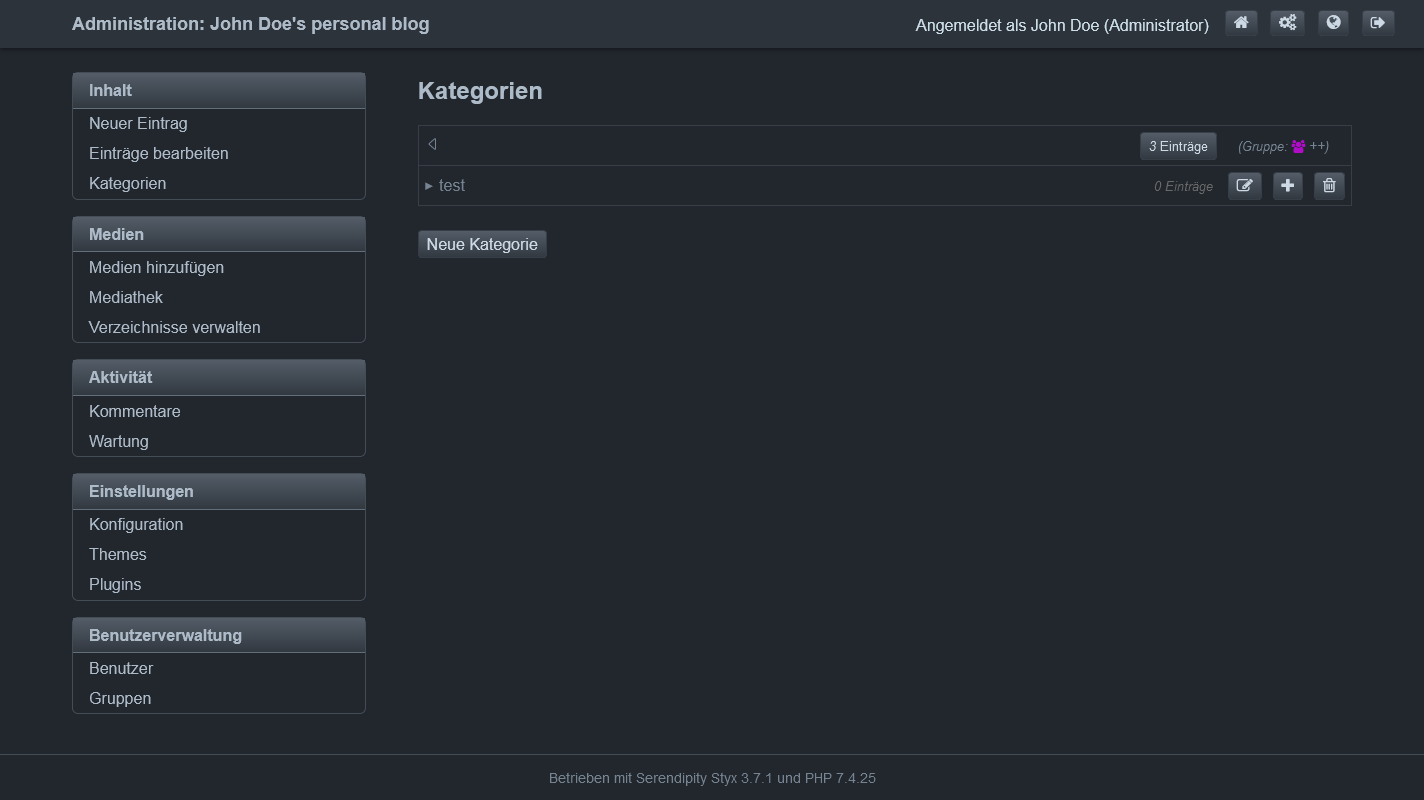 Administration: John Doe's personal blog
Angemeldet als John Doe (Administrator)
Inhalt
Neuer Eintrag
Einträge bearbeiten
Kategorien
Medien
Medien hinzufügen
Mediathek
Verzeichnisse verwalten
Aktivität
Kommentare
Wartung
Einstellungen
Konfiguration
Themes
Plugins
Benutzerverwaltung
Benutzer
Gruppen
Kategorien
3 Einträge (Gruppe: ++)
test 0 Einträge
Neue Kategorie
Betrieben mit Serendipity Styx 3.7.1 und PHP 7.4.25